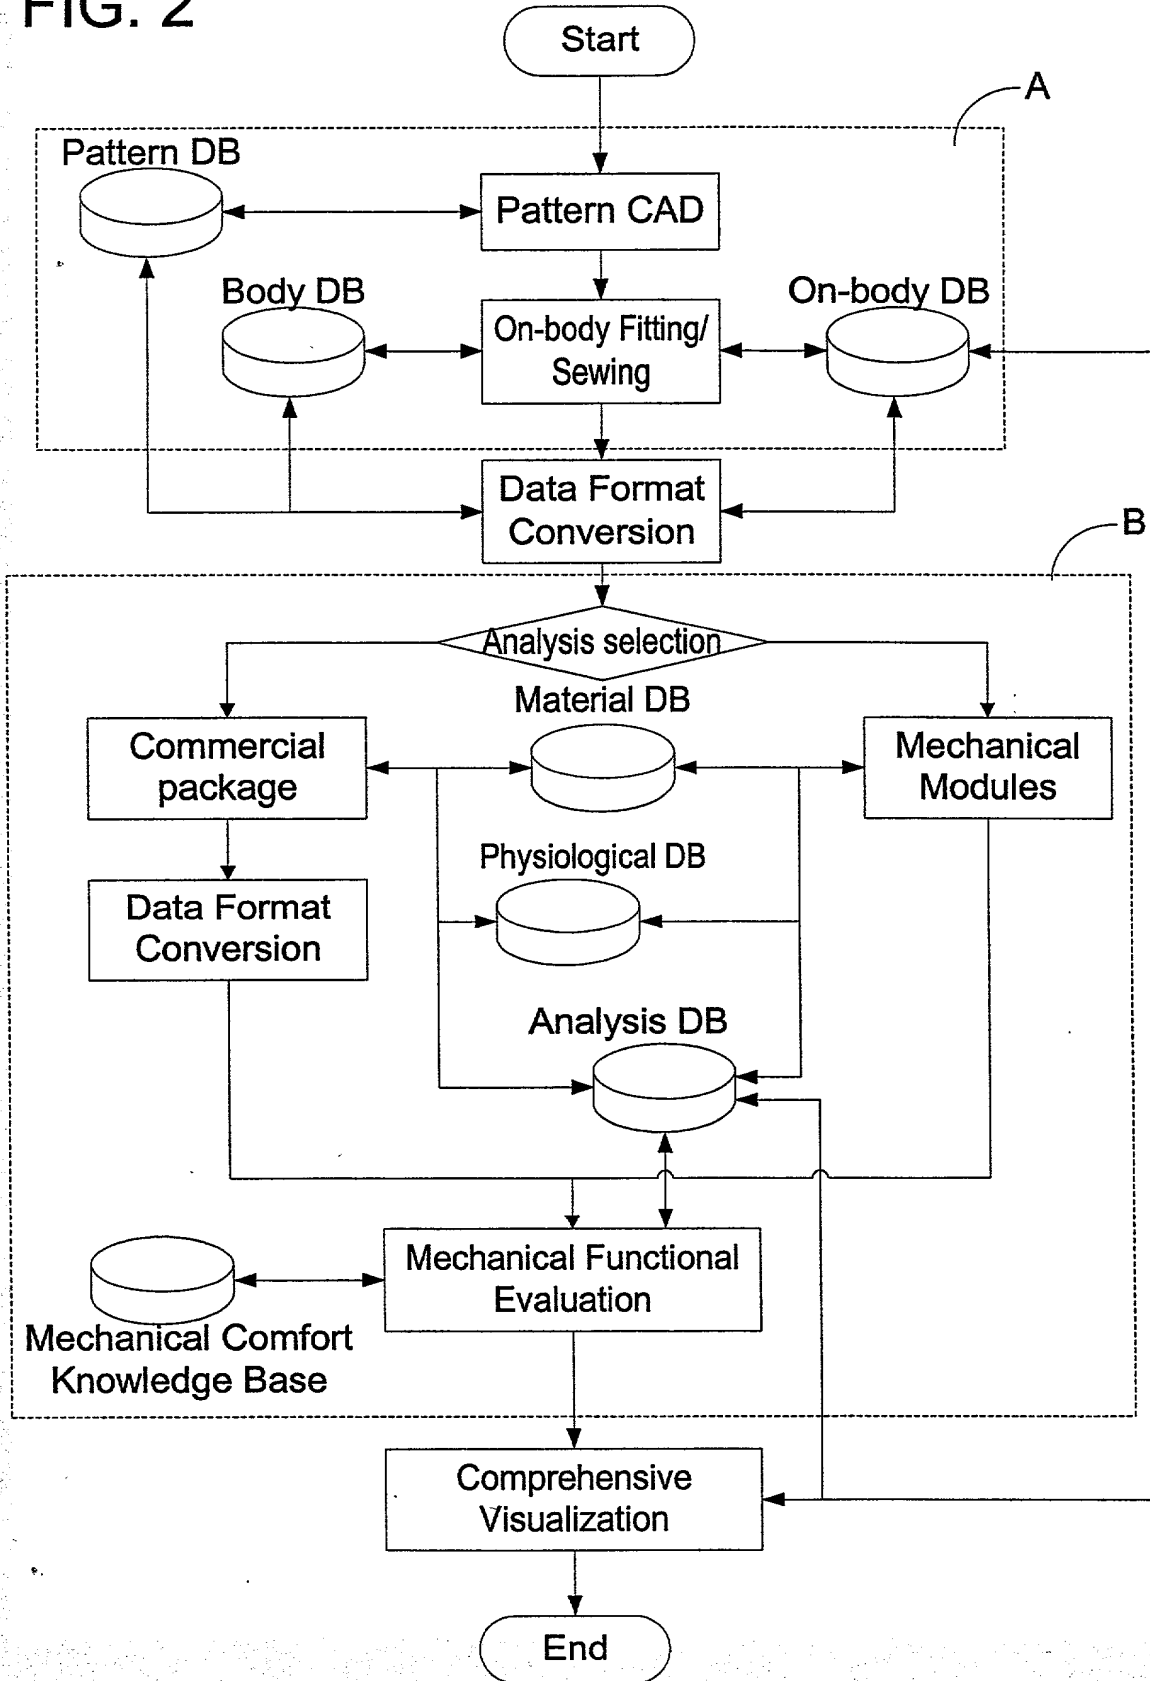 FIG. 2
Start
A
Pattern DB
Pattern CAD
Body DB
On-body Fitting/
Sewing
On-body DB
Data Format
Conversion
B
Analysis selection
Material DB
Commercial
package
Mechanical
Modules
Physiological DB
Data Format
Conversion
Analysis DB
Mechanical Functional
Evaluation
Mechanical Comfort
Knowledge Base
Comprehensive
Visualization
End